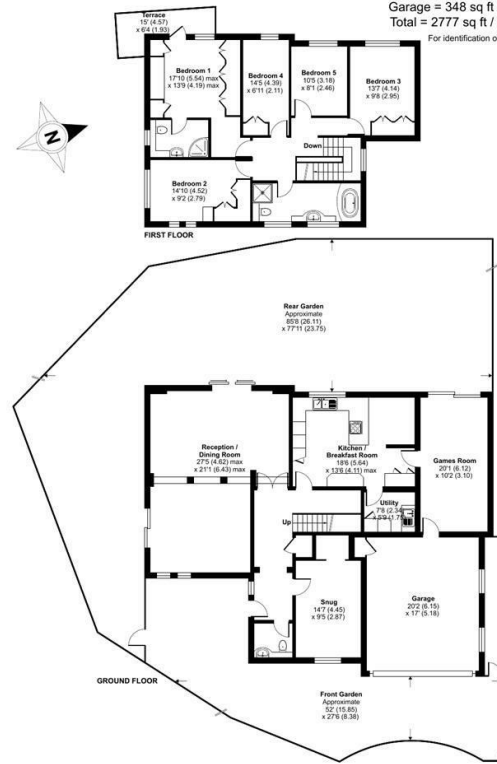 Garage = 348 sq ft
Total = 2777 sq ft /
For identification o
Terrace
15' (4.57)
x 6'4 (1.93)
Bedroom 1
17'10 (5.54) max
x 13'9 (4.19) max
Bedroom 4
14'5 (4.39)
x 6'11 (2.11)
Bedroom 5
10'5 (3.18)
x 8'1 (2.46)
Bedroom 3
13'7 (4.14)
x 9'8 (2.95)
N
Down
Bedroom 2
14'10 (4.52)
x 9'2 (2.79)
FIRST FLOOR
Rear Garden
Approximate
85'8 (26.11)
x 77'11 (23.75)
Reception /
Dining Room
27'5 (4.62) max
x 21'1 (6.43) max
Kitchen /
Breakfast Room
18'6 (5.64)
x 13'6 (4.11) max
Games Room
20'1 (6.12)
x 10'2 (3.10)
Utility
7'8 (2.34)
x 5'9 (1.75)
Up
Snug
14'7 (4.45)
x 9'5 (2.87)
Garage
20'2 (6.15)
x 17' (5.18)
GROUND FLOOR
Front Garden
Approximate
52' (15.85)
x 27'6 (8.38)